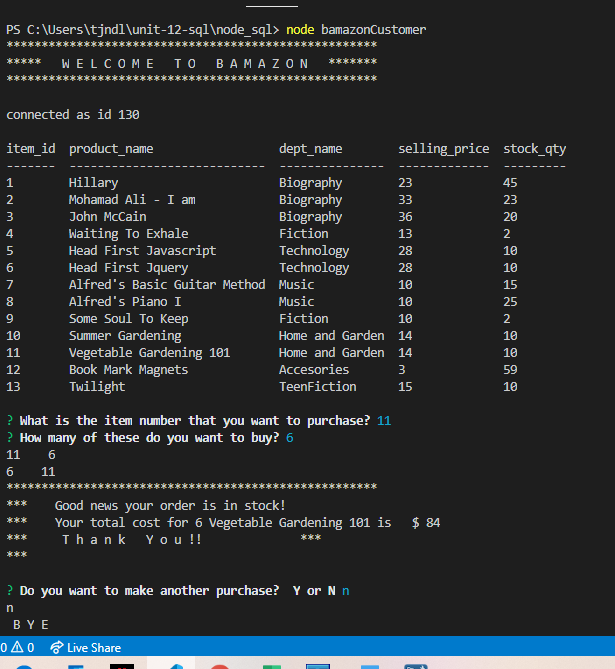 PS C:\Users\tjndl\unit-12-sql\node_sql> node bamazonCustomer
*****************************************************
*****   W E L C O M E   T O   B A M A Z O N   *******
*****************************************************
connected as id 130
item_id  product_name                  dept_name        selling_price  stock_qty
-------  ----------------------------  ---------------  -------------  ---------
1        Hillary                       Biography        23             45
2        Mohamad Ali - I am            Biography        33             23
3        John McCain                   Biography        36             20
4        Waiting To Exhale             Fiction          13             2
5        Head First Javascript         Technology       28             10
6        Head First Jquery             Technology       28             10
7        Alfred's Basic Guitar Method  Music            10             15
8        Alfred's Piano I              Music            10             25
9        Some Soul To Keep             Fiction          10             2
10       Summer Gardening              Home and Garden  14             10
11       Vegetable Gardening 101       Home and Garden  14             10
12       Book Mark Magnets             Accesories       3              59
13       Twilight                      TeenFiction      15             10
? What is the item number that you want to purchase? 11
? How many of these do you want to buy? 6
11    6
6    11
*****************************************************
***    Good news your order is in stock!
***    Your total cost for 6 Vegetable Gardening 101 is   $ 84
***     T h a n k   Y o u ! !              ***
***
? Do you want to make another purchase?  Y or N n
n
 B Y E
0 0 Live Share